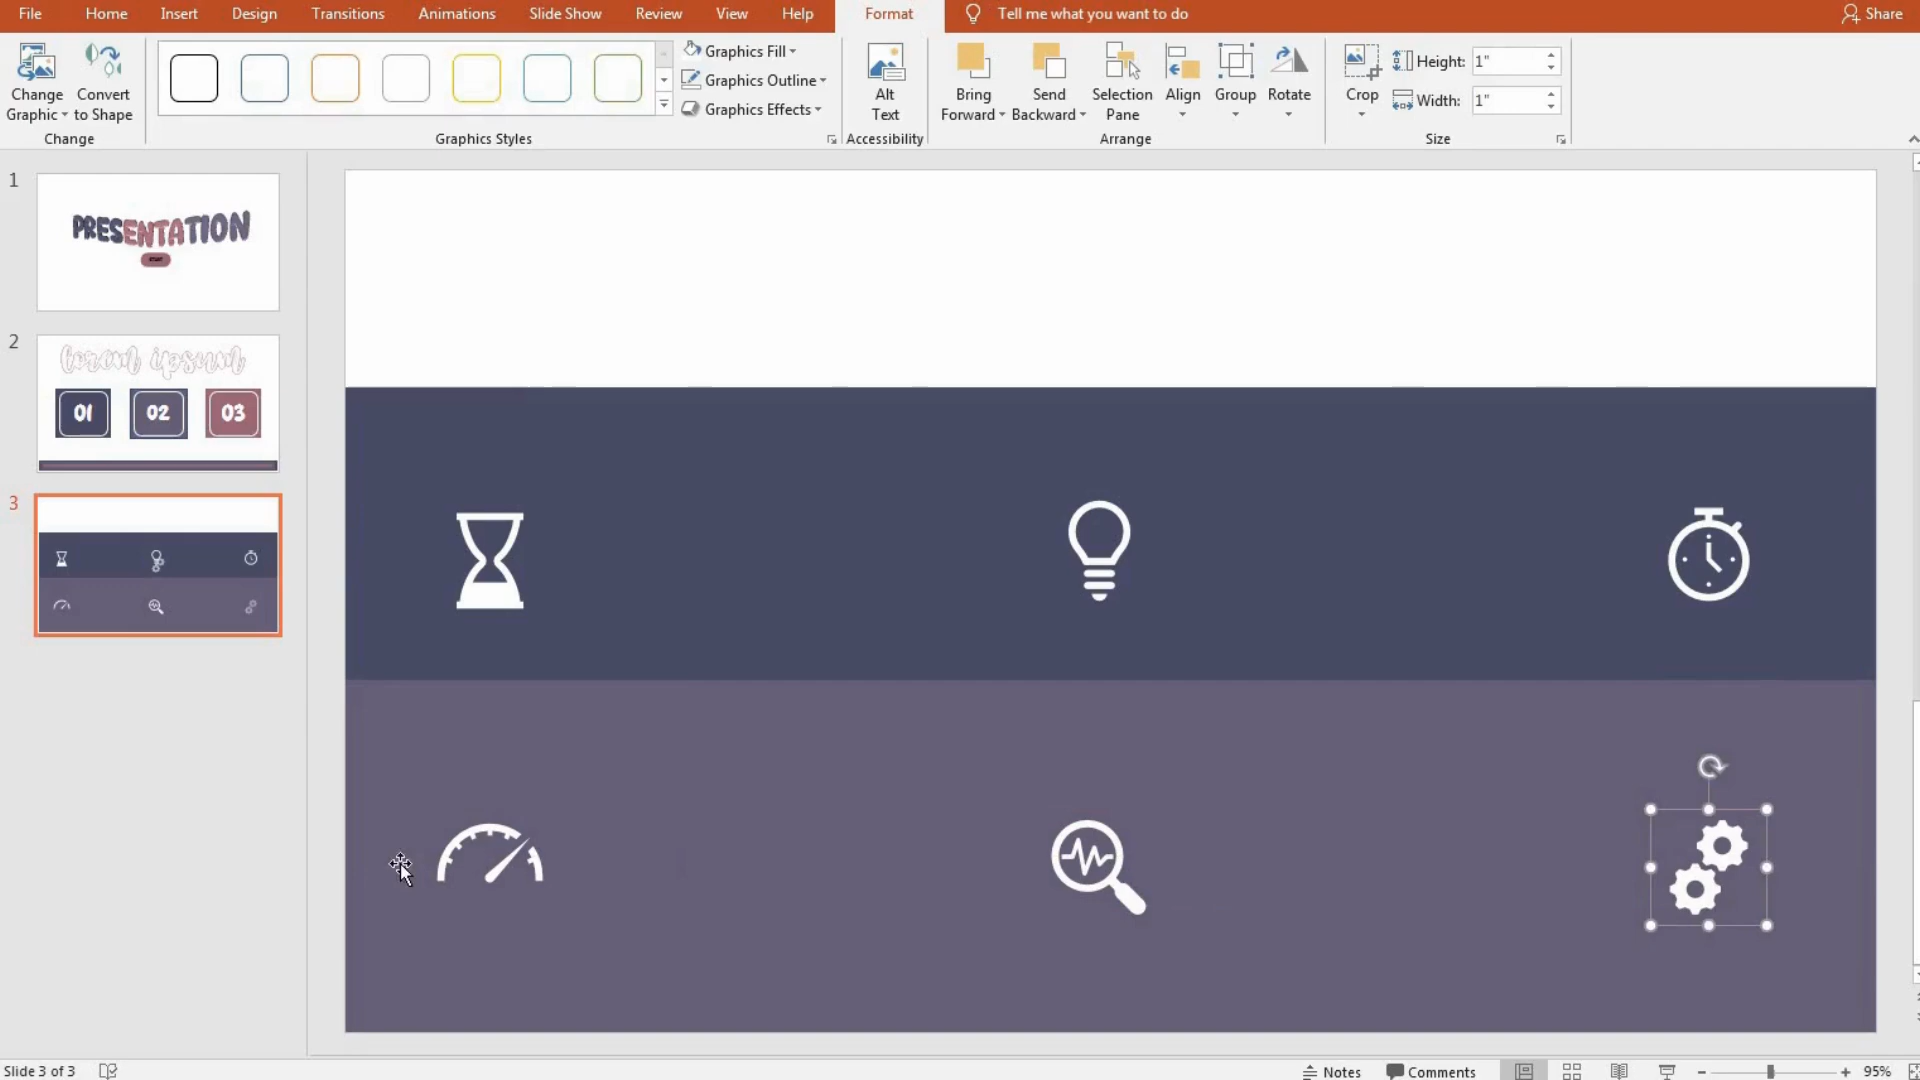 File Home Insert Design Transitions Animations Slide Show Review View Help Format Tell me what you want to do Share
Change Graphic
Convert to Shape
Change
Graphics Fill
Graphics Outline
Graphics Effects
Graphics Styles
Alt Text
Accessibility
Bring Forward
Send Backward
Selection Pane
Align
Group
Rotate
Arrange
Crop
Height: 1"
Width: 1"
Size
1
PRESENTATION
START
2
lorem ipsum
01 02 03
3
Slide 3 of 3
Notes
Comments
95%